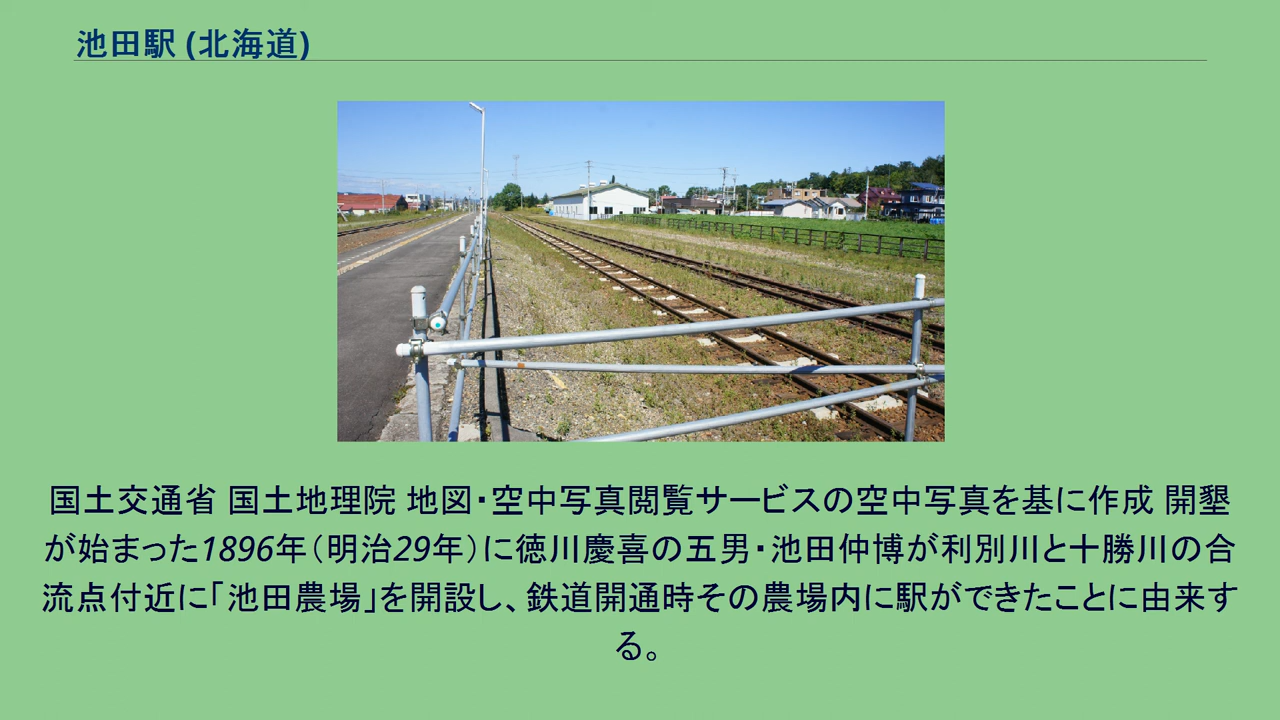 池田駅 (北海道)
国土交通省 国土地理院 地図・空中写真閲覧サービスの空中写真を基に作成 開墾
が始まった1896年（明治29年）に徳川慶喜の五男・池田仲博が利別川と十勝川の合
流点付近に「池田農場」を開設し、鉄道開通時その農場内に駅ができたことに由来す
る。